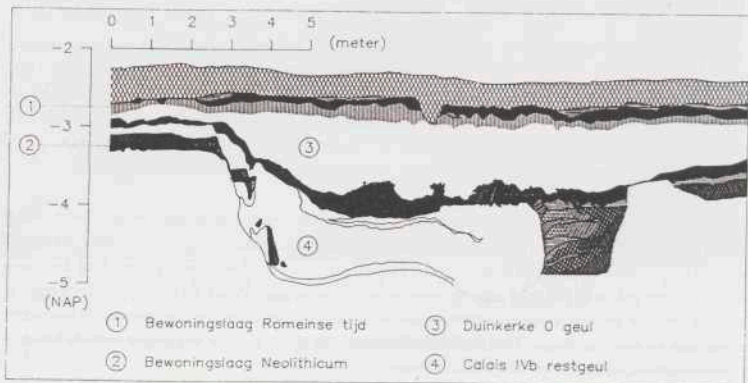 0 1 2 3 4 5
(meter)
-2
1
-3
2
3
-4
4
-5
(NAP)
1 Bewoningslaag Romeinse tijd
3 Duinkerke 0 geul
2 Bewoningslaag Neolithicum
4 Calais IVb restgeul